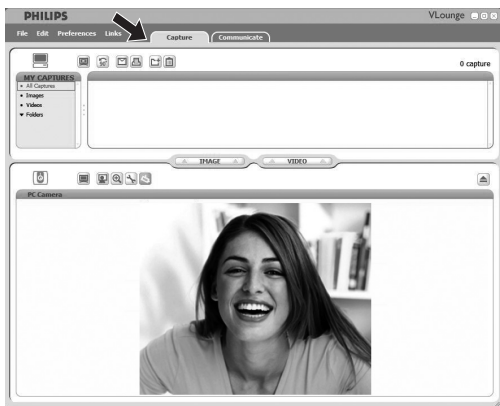 PHILIPS
VLounge
File Edit Preferences Links Capture Communicate
0 capture
MY CAPTURES
All Captures
Images
Videos
Folders
IMAGE VIDEO
PC Camera